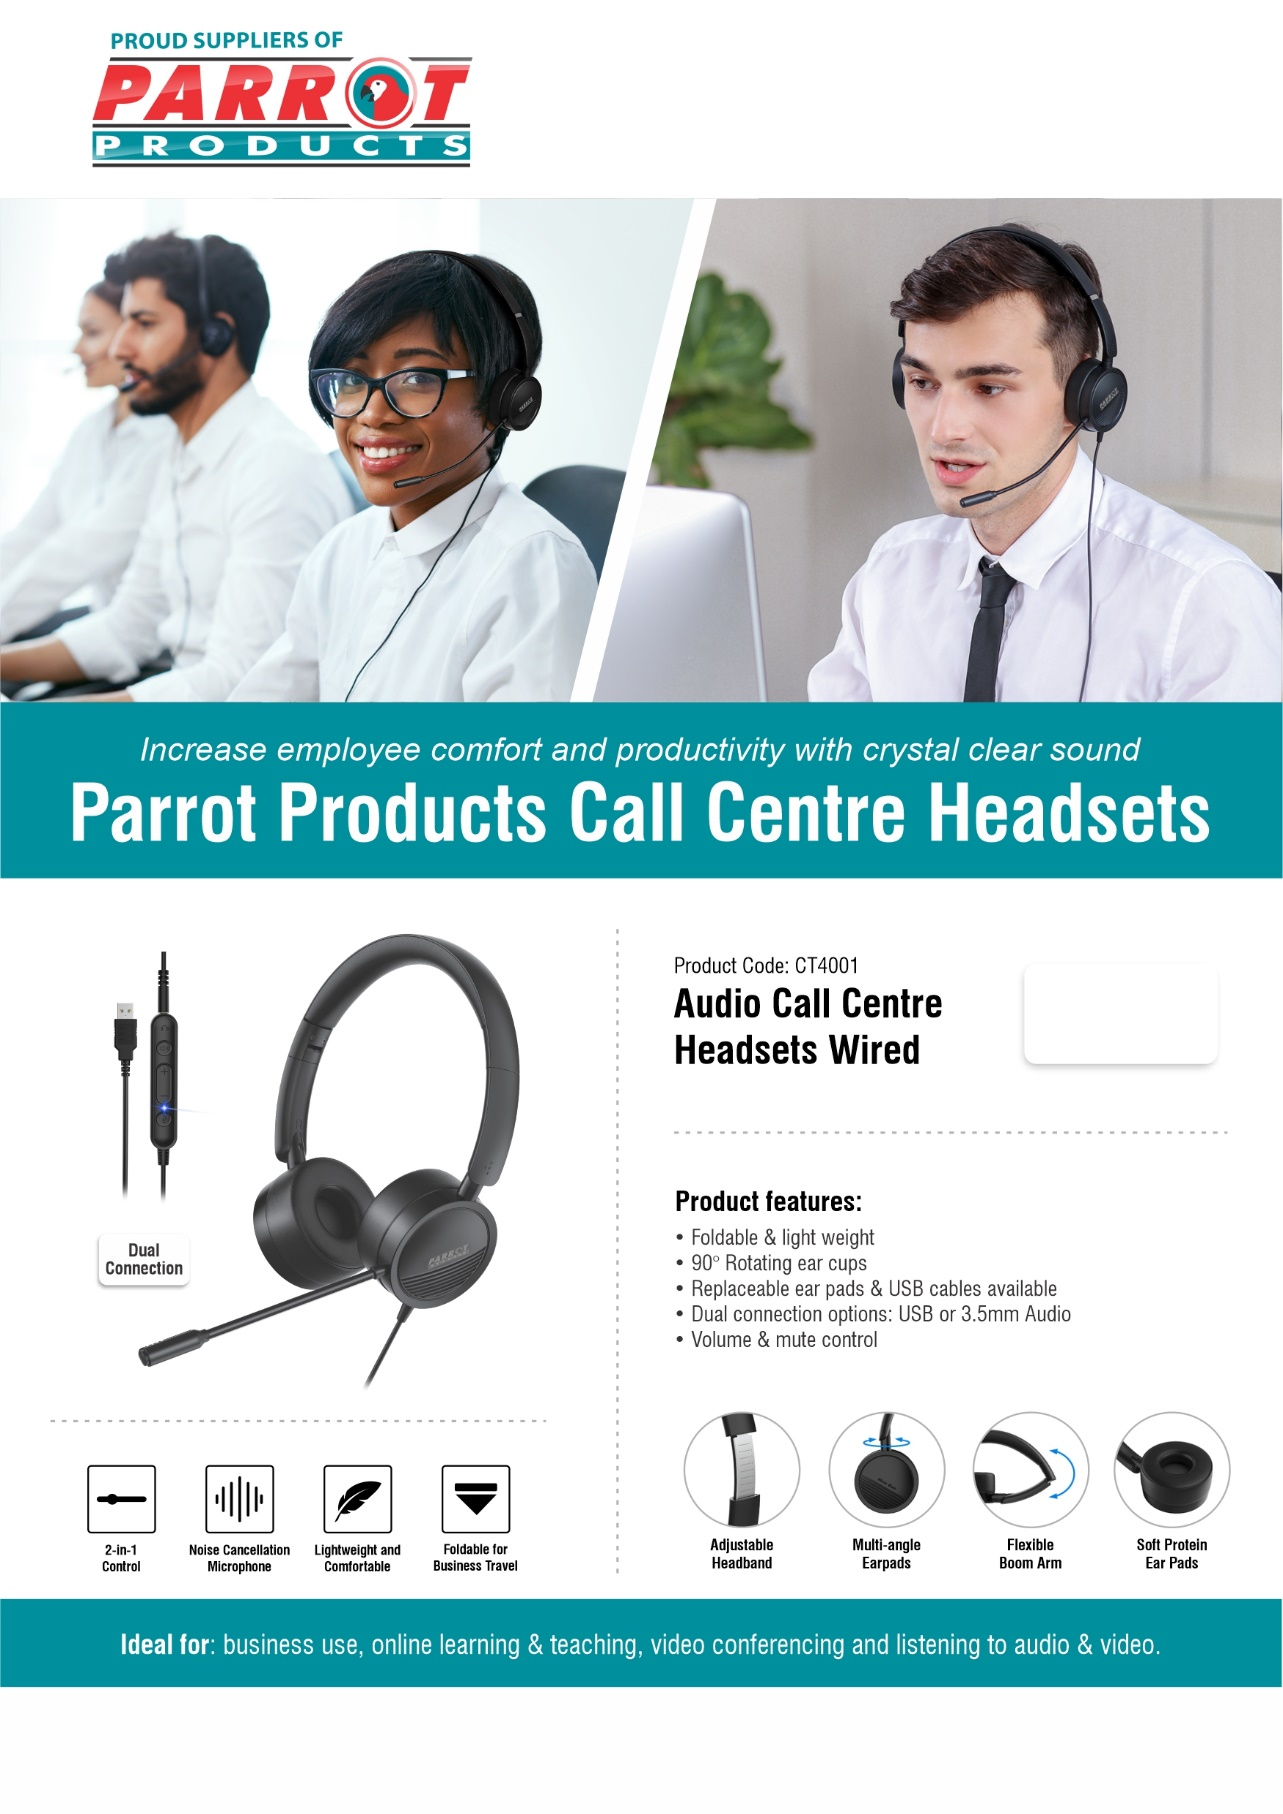 PROUD SUPPLIERS OF
PARROT
PRODUCTS
PARROT
Increase employee comfort and productivity with crystal clear sound
Parrot Products Call Centre Headsets
Product Code: CT4001
Audio Call Centre
Headsets Wired
Dual
Connection
PARROT
Product features:
• Foldable & light weight
• 90° Rotating ear cups
• Replaceable ear pads & USB cables available
• Dual connection options: USB or 3.5mm Audio
• Volume & mute control
2-in-1
Control
Noise Cancellation
Microphone
Lightweight and
Comfortable
Foldable for
Business Travel
Adjustable
Headband
Multi-angle
Earpads
Flexible
Boom Arm
Soft Protein
Ear Pads
Ideal for: business use, online learning & teaching, video conferencing and listening to audio & video.